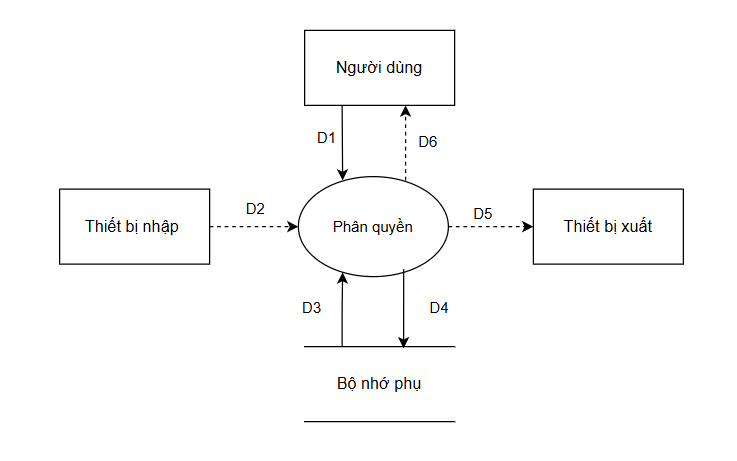 Người dùng
D1
D6
Thiết bị nhập
D2
Phân quyền
D5
Thiết bị xuất
D3
D4
Bộ nhớ phụ